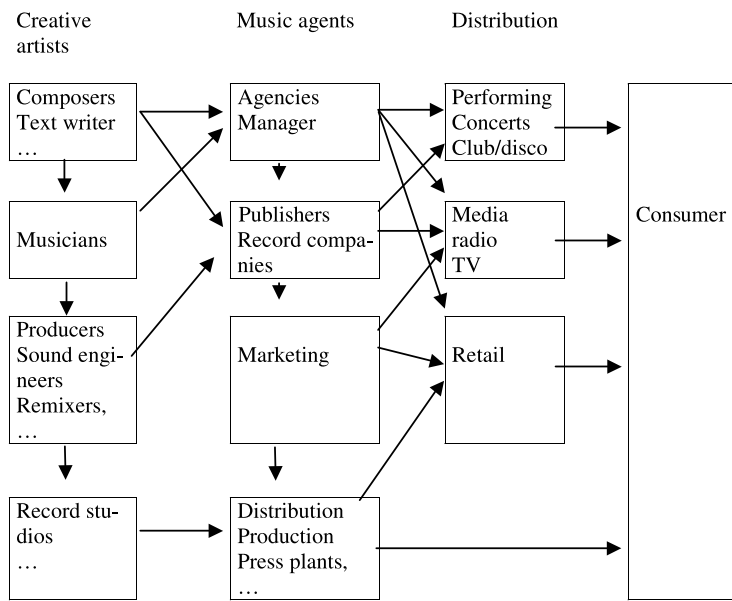 Creative
artists
Music agents
Distribution
Composers
Text writer
…
Agencies
Manager
Performing
Concerts
Club/disco
Musicians
Publishers
Record compa-
nies
Media
radio
TV
Consumer
Producers
Sound engi-
neers
Remixers,
…
Marketing
Retail
Record stu-
dios
…
Distribution
Production
Press plants,
…